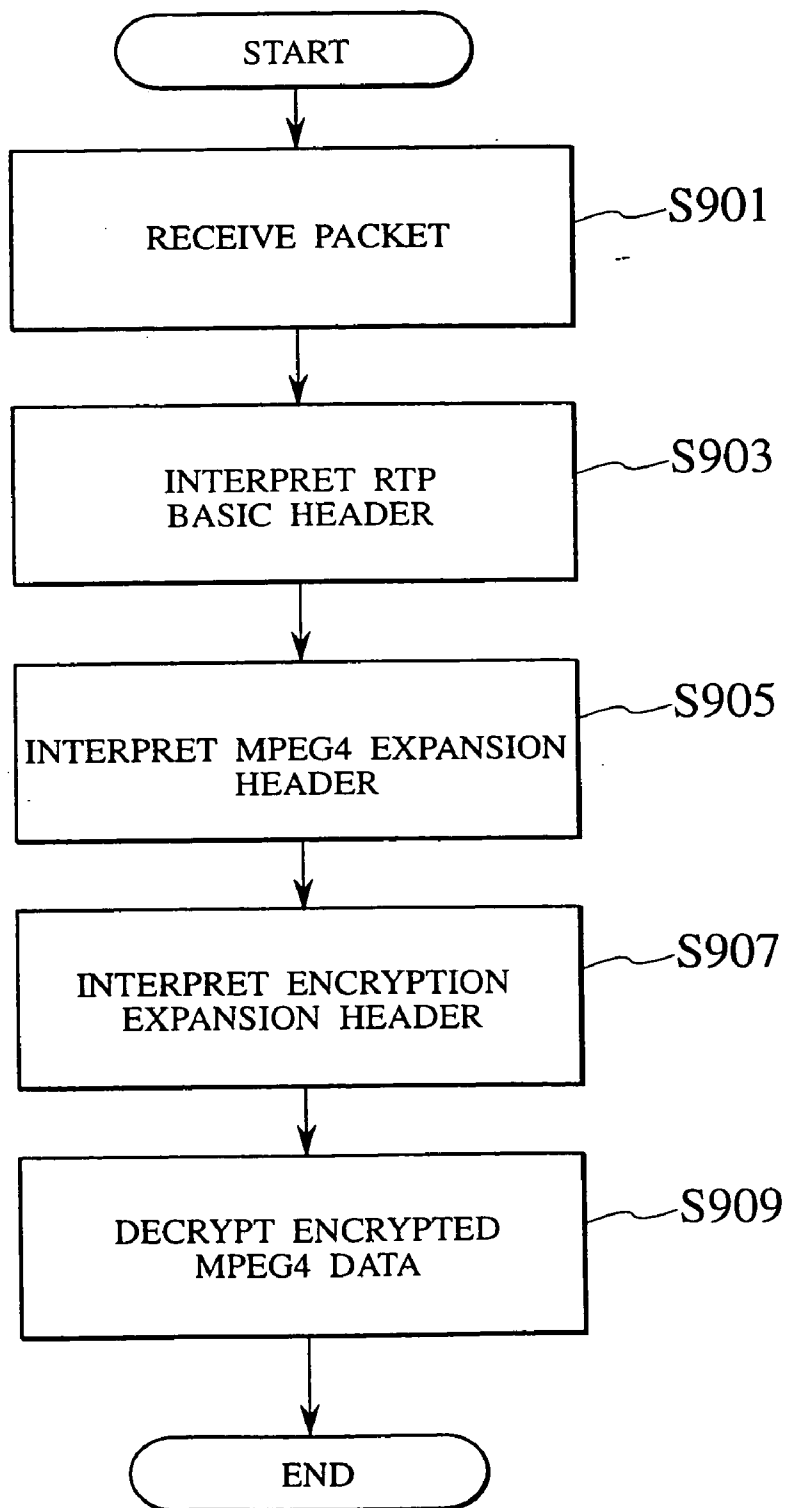 START
RECEIVE PACKET
S901
INTERPRET RTP
BASIC HEADER
S903
INTERPRET MPEG4 EXPANSION
HEADER
S905
INTERPRET ENCRYPTION
EXPANSION HEADER
S907
DECRYPT ENCRYPTED
MPEG4 DATA
S909
END